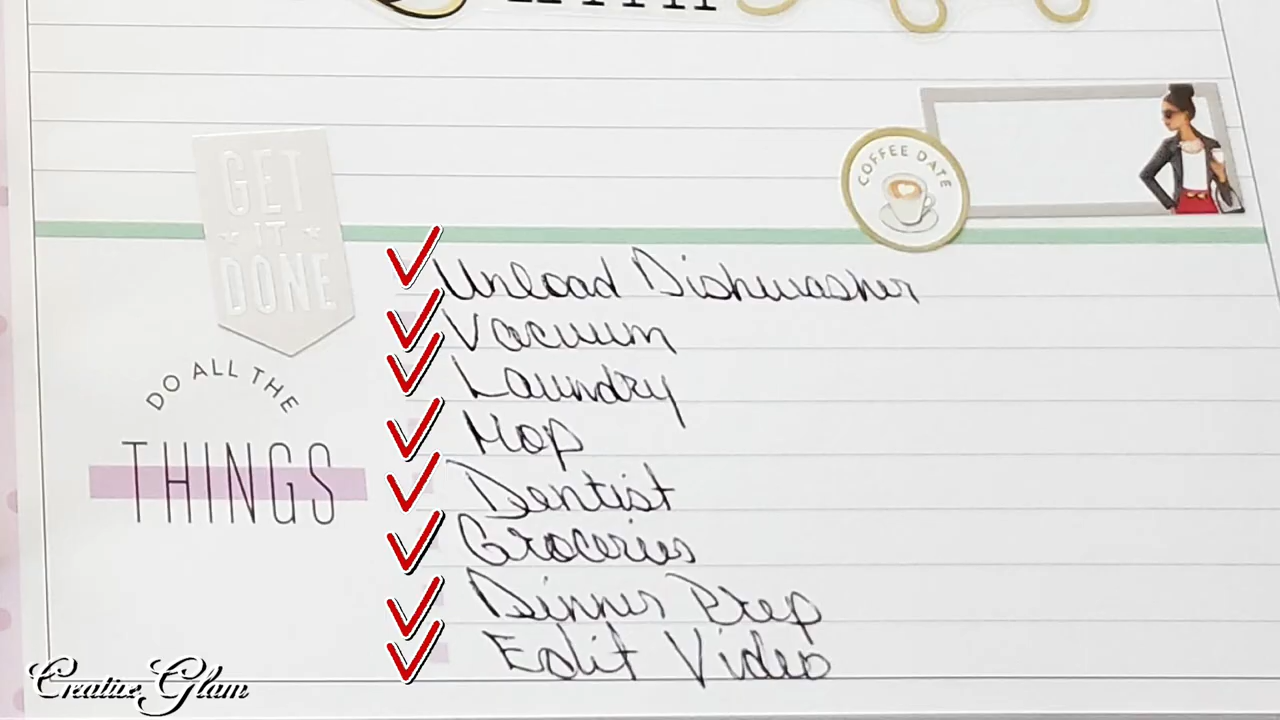 GET
IT
DONE
COFFEE DATE
Unload Dishwasher
Vacuum
Laundry
DO ALL THE
Mop
THINGS
Dentist
Groceries
Dinner Prep
Edit Video
Creative Glam